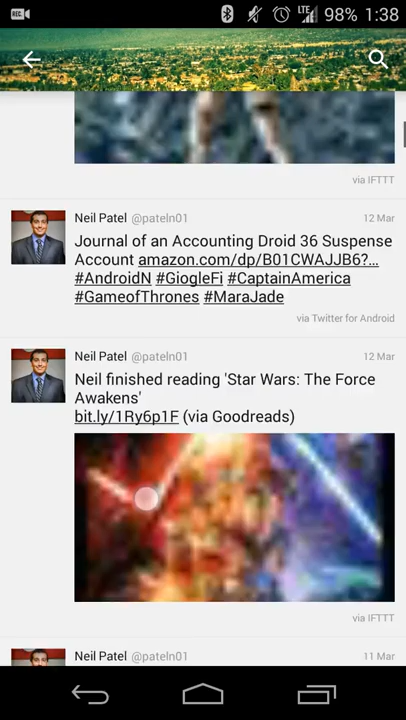 REC
LTE
98% 1:38
via IFTTT
Neil Patel @pateln01 12 Mar
Journal of an Accounting Droid 36 Suspense
Account amazon.com/dp/B01CWAJJB6?…
#AndroidN #GiogleFi #CaptainAmerica
#GameofThrones #MaraJade
via Twitter for Android
Neil Patel @pateln01 12 Mar
Neil finished reading 'Star Wars: The Force
Awakens'
bit.ly/1Ry6p1F (via Goodreads)
via IFTTT
Neil Patel @pateln01 11 Mar